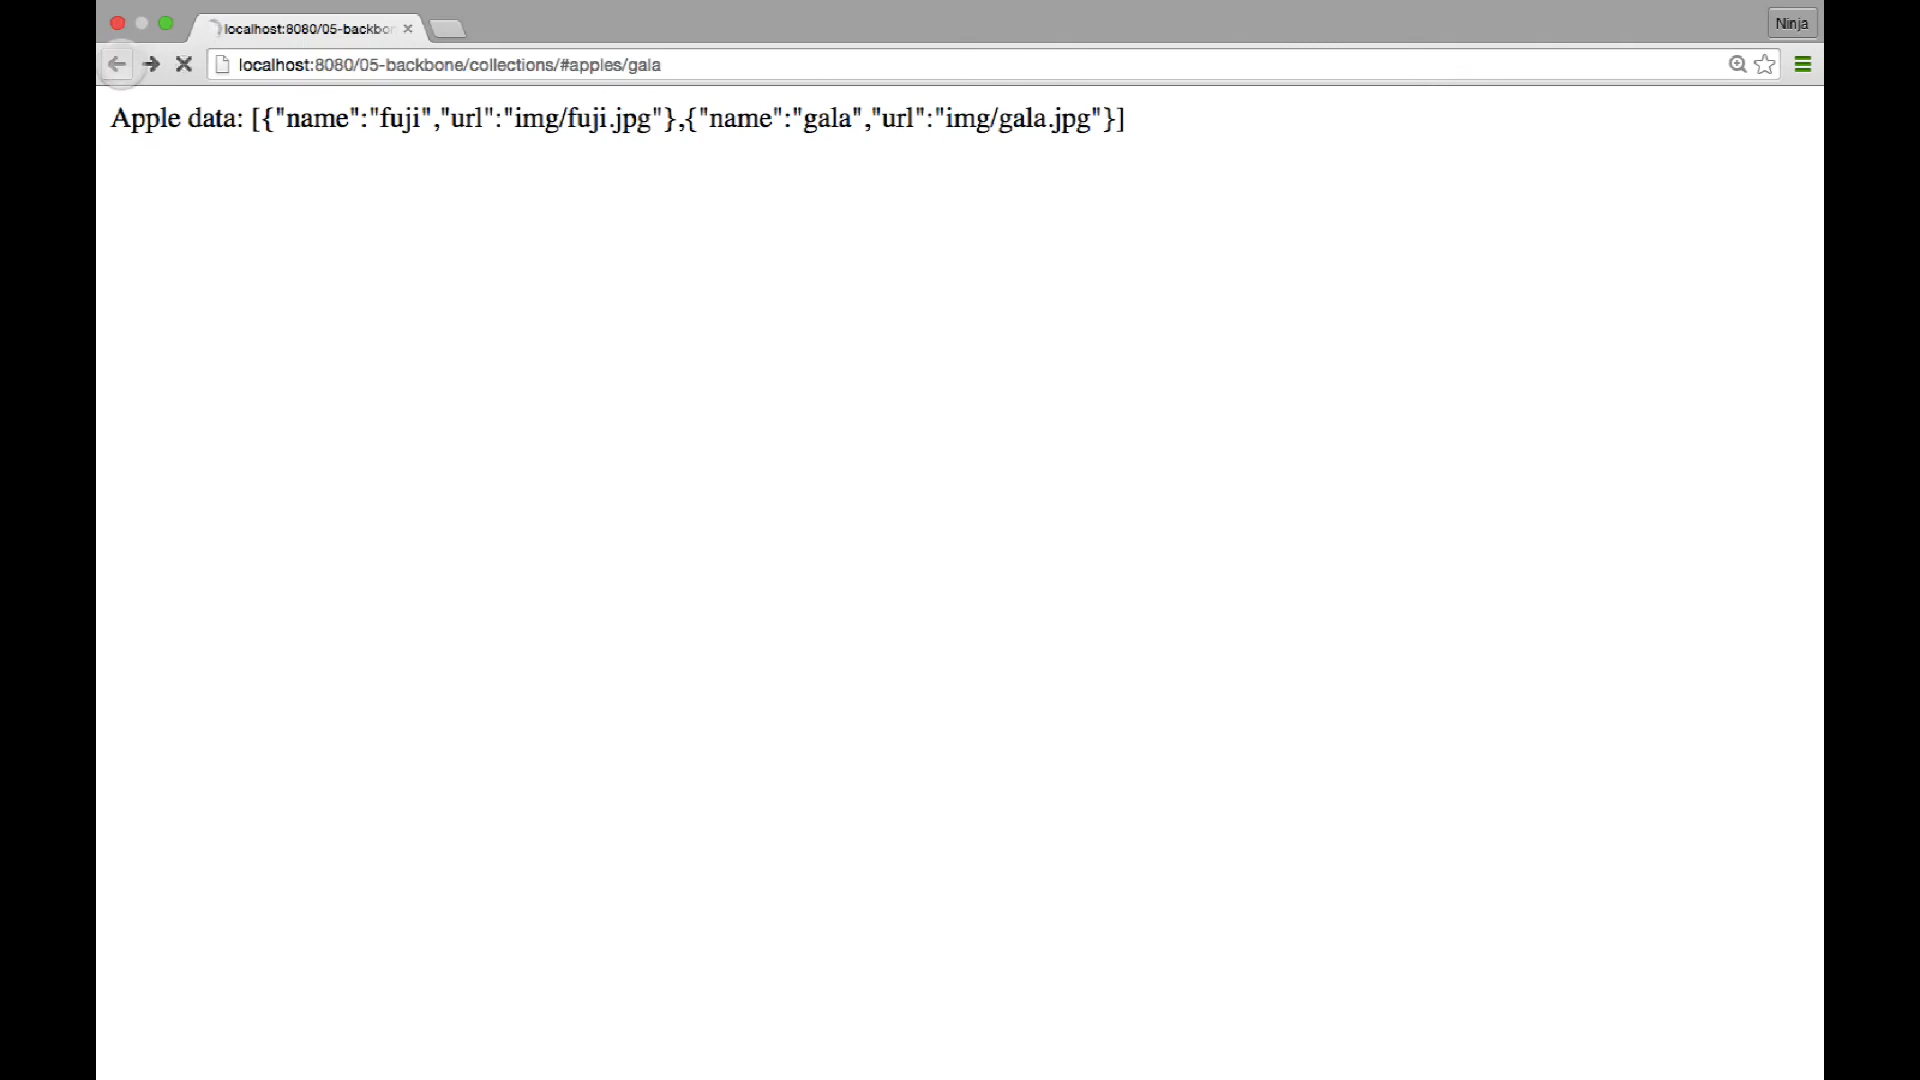 localhost:8080/05-backbo
Ninja
localhost:8080/05-backbone/collections/#apples/gala
Apple data: [{"name":"fuji","url":"img/fuji.jpg"},{"name":"gala","url":"img/gala.jpg"}]